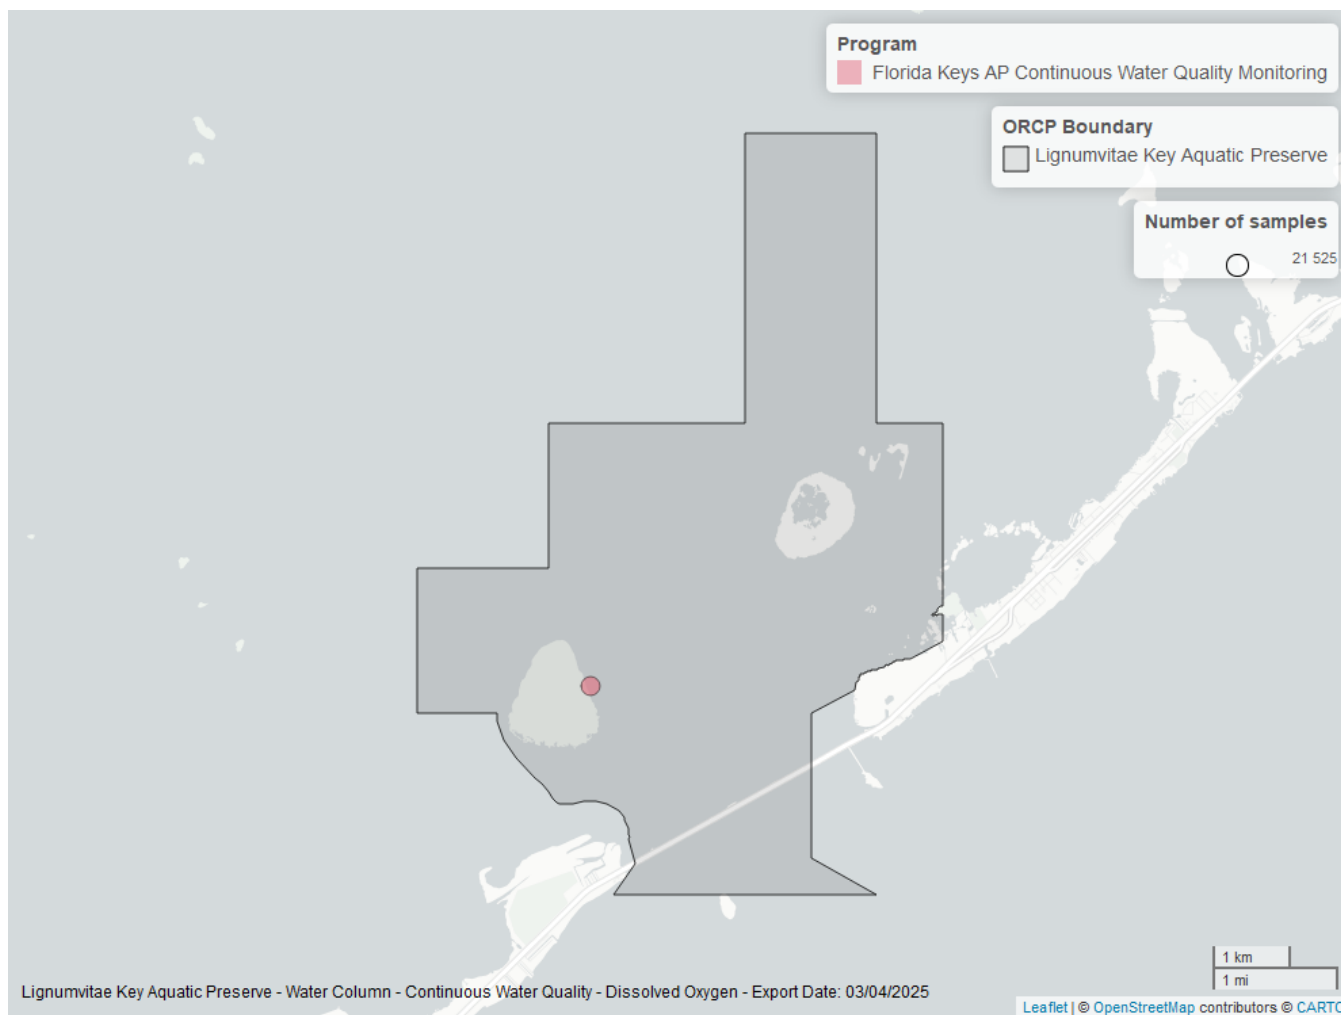 Program
Florida Keys AP Continuous Water Quality Monitoring
ORCP Boundary
Lignumvitae Key Aquatic Preserve
Number of samples
21 525
1 km
1 mi
Lignumvitae Key Aquatic Preserve - Water Column - Continuous Water Quality - Dissolved Oxygen - Export Date: 03/04/2025
Leaflet | © OpenStreetMap contributors © CARTO